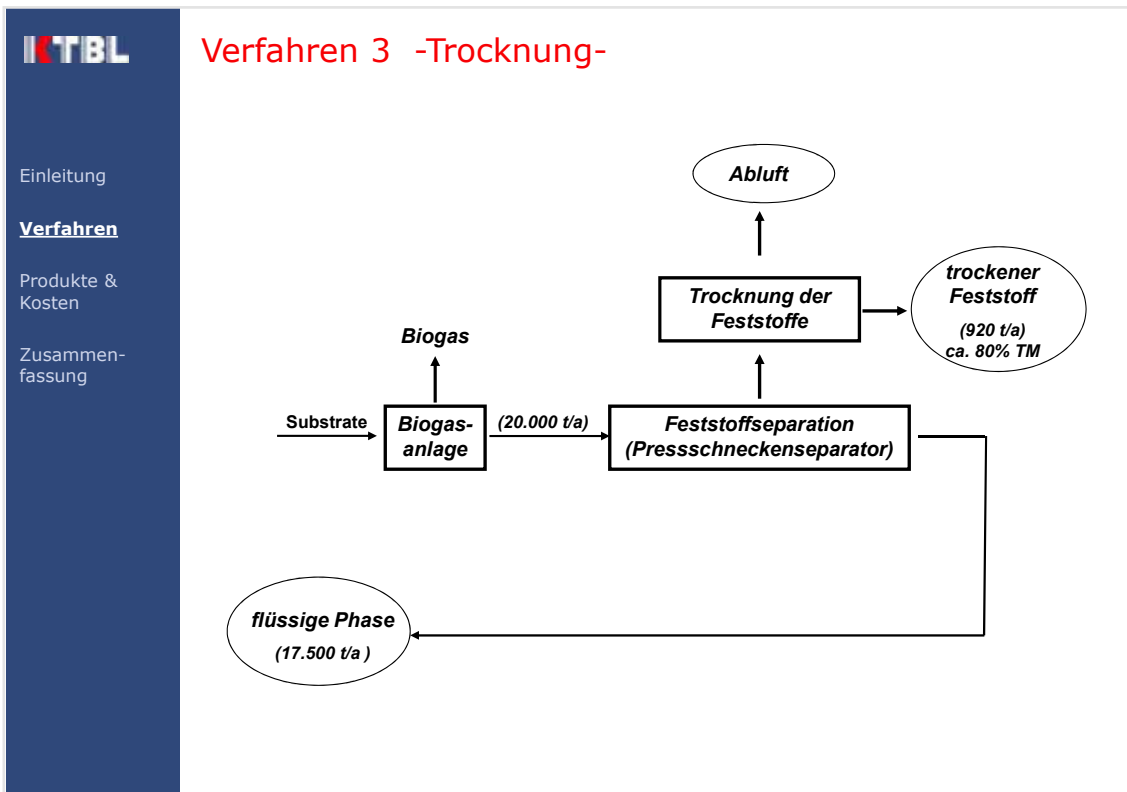 KTBL
Verfahren 3 -Trocknung-
Einleitung
Verfahren
Produkte &
Kosten
Zusammen-
fassung
Abluft
Trocknung der
Feststoffe
trockener
Feststoff
(920 t/a)
ca. 80% TM
Biogas
Substrate
Biogas-
anlage
(20.000 t/a)
Feststoffseparation
(Pressschneckenseparator)
flüssige Phase
(17.500 t/a )